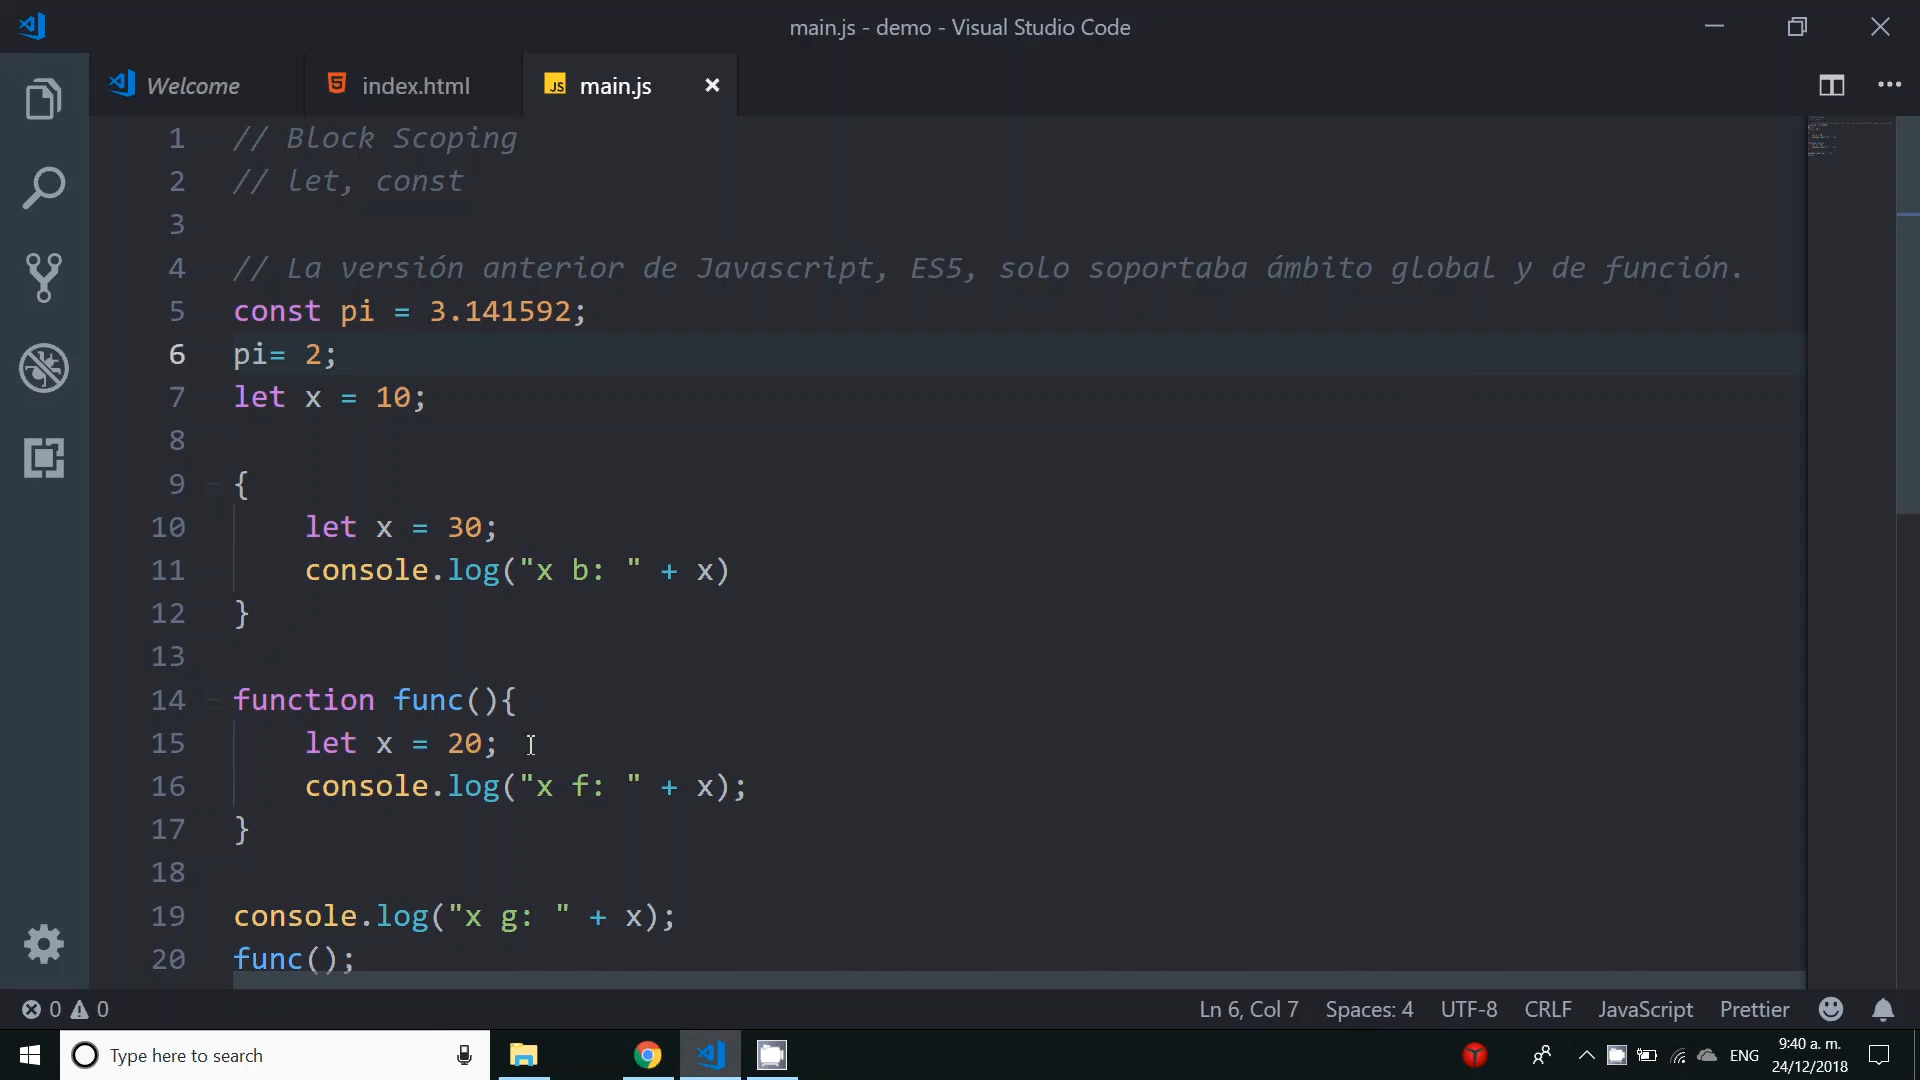 main.js - demo - Visual Studio Code
Welcome
index.html
JS main.js
1 // Block Scoping
2 // let, const
3
4 // La versión anterior de Javascript, ES5, solo soportaba ámbito global y de función.
5 const pi = 3.141592;
6 pi= 2;
7 let x = 10;
8
9 {
10 let x = 30;
11 console.log("x b: " + x)
12 }
13
14 function func(){
15 let x = 20;
16 console.log("x f: " + x);
17 }
18
19 console.log("x g: " + x);
20 func();
0 0 Ln 6, Col 7 Spaces: 4 UTF-8 CRLF JavaScript Prettier
Type here to search
ENG
9:40 a. m.
24/12/2018